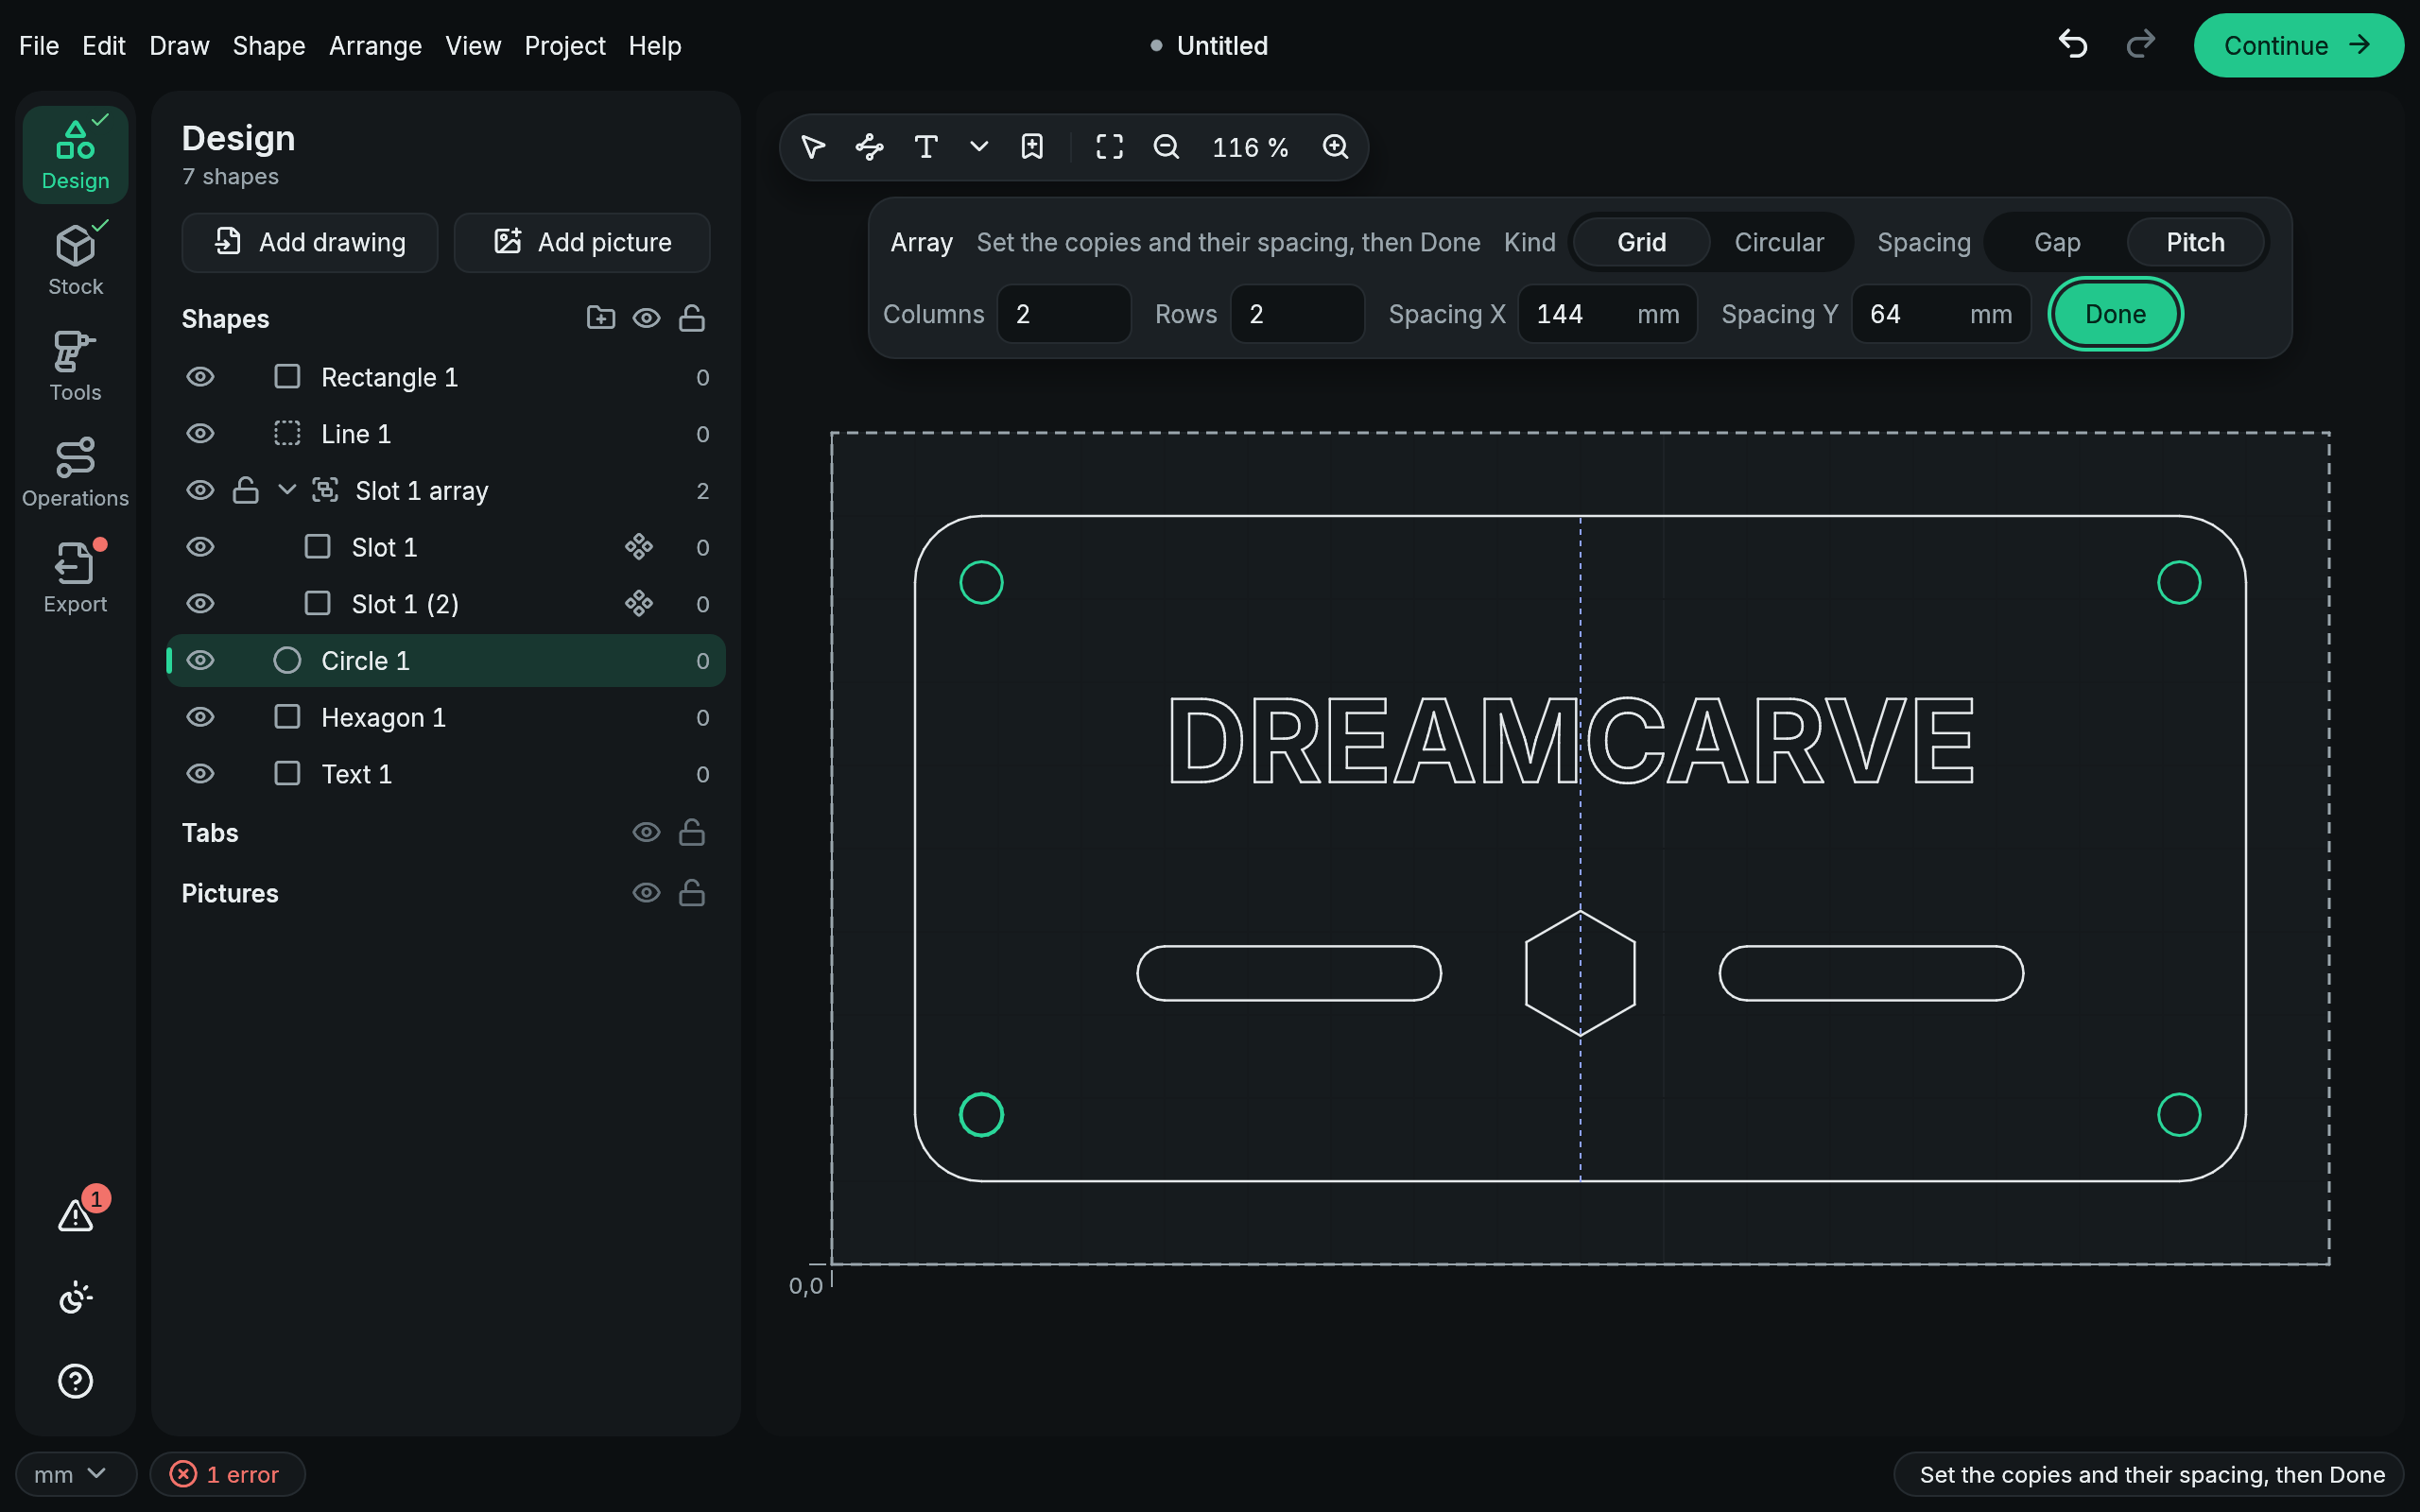 File Edit Draw Shape Arrange View Project Help
Untitled
Continue
Design
Stock
Tools
Operations
Export
1
Design
7 shapes
Add drawing
Add picture
Shapes
Rectangle 1 0
Line 1 0
Slot 1 array 2
Slot 1 0
Slot 1 (2) 0
Circle 1 0
Hexagon 1 0
Text 1 0
Tabs
Pictures
116 %
Array Set the copies and their spacing, then Done Kind Grid Circular Spacing Gap Pitch
Columns 2 Rows 2 Spacing X 144 mm Spacing Y 64 mm Done
DREAMCARVE
0,0
mm
1 error
Set the copies and their spacing, then Done